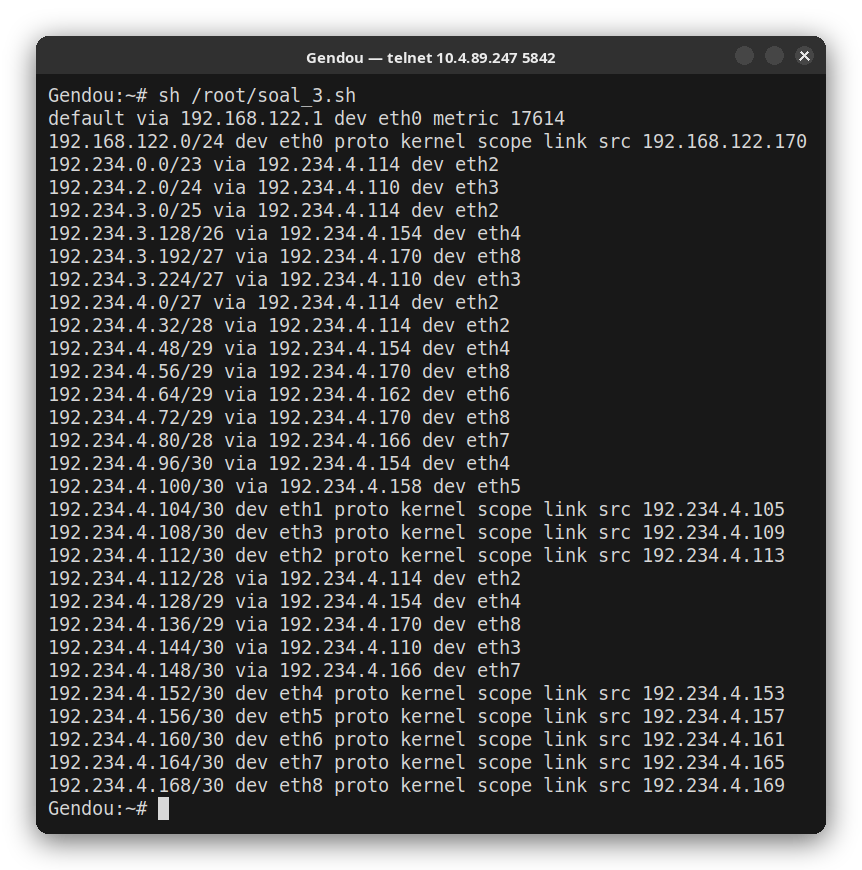 Gendou — telnet 10.4.89.247 5842
Gendou:~# sh /root/soal_3.sh
default via 192.168.122.1 dev eth0 metric 17614
192.168.122.0/24 dev eth0 proto kernel scope link src 192.168.122.170
192.234.0.0/23 via 192.234.4.114 dev eth2
192.234.2.0/24 via 192.234.4.110 dev eth3
192.234.3.0/25 via 192.234.4.114 dev eth2
192.234.3.128/26 via 192.234.4.154 dev eth4
192.234.3.192/27 via 192.234.4.170 dev eth8
192.234.3.224/27 via 192.234.4.110 dev eth3
192.234.4.0/27 via 192.234.4.114 dev eth2
192.234.4.32/28 via 192.234.4.114 dev eth2
192.234.4.48/29 via 192.234.4.154 dev eth4
192.234.4.56/29 via 192.234.4.170 dev eth8
192.234.4.64/29 via 192.234.4.162 dev eth6
192.234.4.72/29 via 192.234.4.170 dev eth8
192.234.4.80/28 via 192.234.4.166 dev eth7
192.234.4.96/30 via 192.234.4.154 dev eth4
192.234.4.100/30 via 192.234.4.158 dev eth5
192.234.4.104/30 dev eth1 proto kernel scope link src 192.234.4.105
192.234.4.108/30 dev eth3 proto kernel scope link src 192.234.4.109
192.234.4.112/30 dev eth2 proto kernel scope link src 192.234.4.113
192.234.4.112/28 via 192.234.4.114 dev eth2
192.234.4.128/29 via 192.234.4.154 dev eth4
192.234.4.136/29 via 192.234.4.170 dev eth8
192.234.4.144/30 via 192.234.4.110 dev eth3
192.234.4.148/30 via 192.234.4.166 dev eth7
192.234.4.152/30 dev eth4 proto kernel scope link src 192.234.4.153
192.234.4.156/30 dev eth5 proto kernel scope link src 192.234.4.157
192.234.4.160/30 dev eth6 proto kernel scope link src 192.234.4.161
192.234.4.164/30 dev eth7 proto kernel scope link src 192.234.4.165
192.234.4.168/30 dev eth8 proto kernel scope link src 192.234.4.169
Gendou:~#